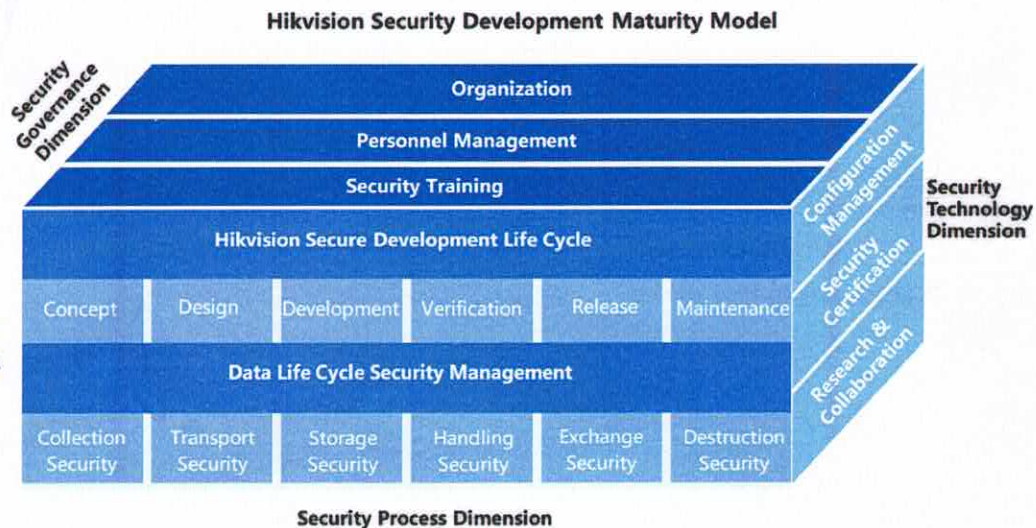 Hikvision Security Development Maturity Model
Security
Governance
Dimension
Organization
Personnel Management
Security Training
Configuration
Management
Security
Certification
Research &
Collaboration
Security
Technology
Dimension
Hikvision Secure Development Life Cycle
Concept
Design
Development
Verification
Release
Maintenance
Data Life Cycle Security Management
Collection
Security
Transport
Security
Storage
Security
Handling
Security
Exchange
Security
Destruction
Security
Security Process Dimension